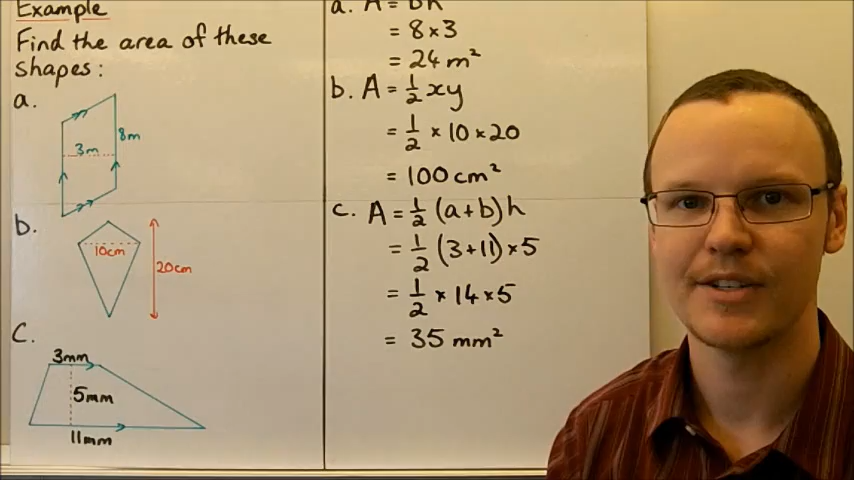 Example
Find the area of these
shapes:
a.
8m
3m
b.
10cm
20cm
C.
3mm
5mm
11mm
a. A = bh
= 8 × 3
= 24 m²
b. A = ½ xy
= ½ × 10 × 20
= 100 cm²
c. A = ½ (a + b) h
= ½ (3 + 11) × 5
= ½ × 14 × 5
= 35 mm²